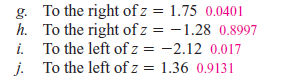 g. To the right of z = 1.75 0.0401
h. To the right of z = −1.28 0.8997
i. To the left of z = −2.12 0.017
j. To the left of z = 1.36 0.9131